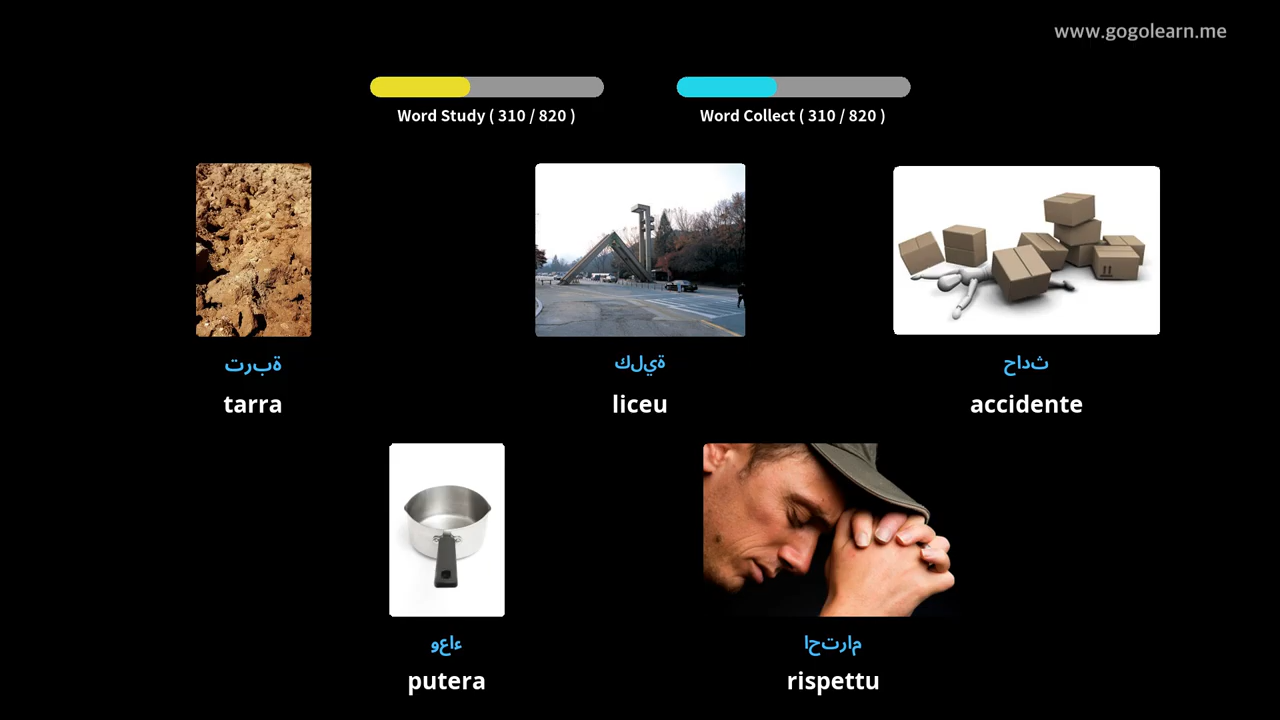 www.gogolearn.me
Word Study ( 310 / 820 )
Word Collect ( 310 / 820 )
تربة
كلية
حادث
tarra
liceu
accidente
وعاء
احترام
putera
rispettu